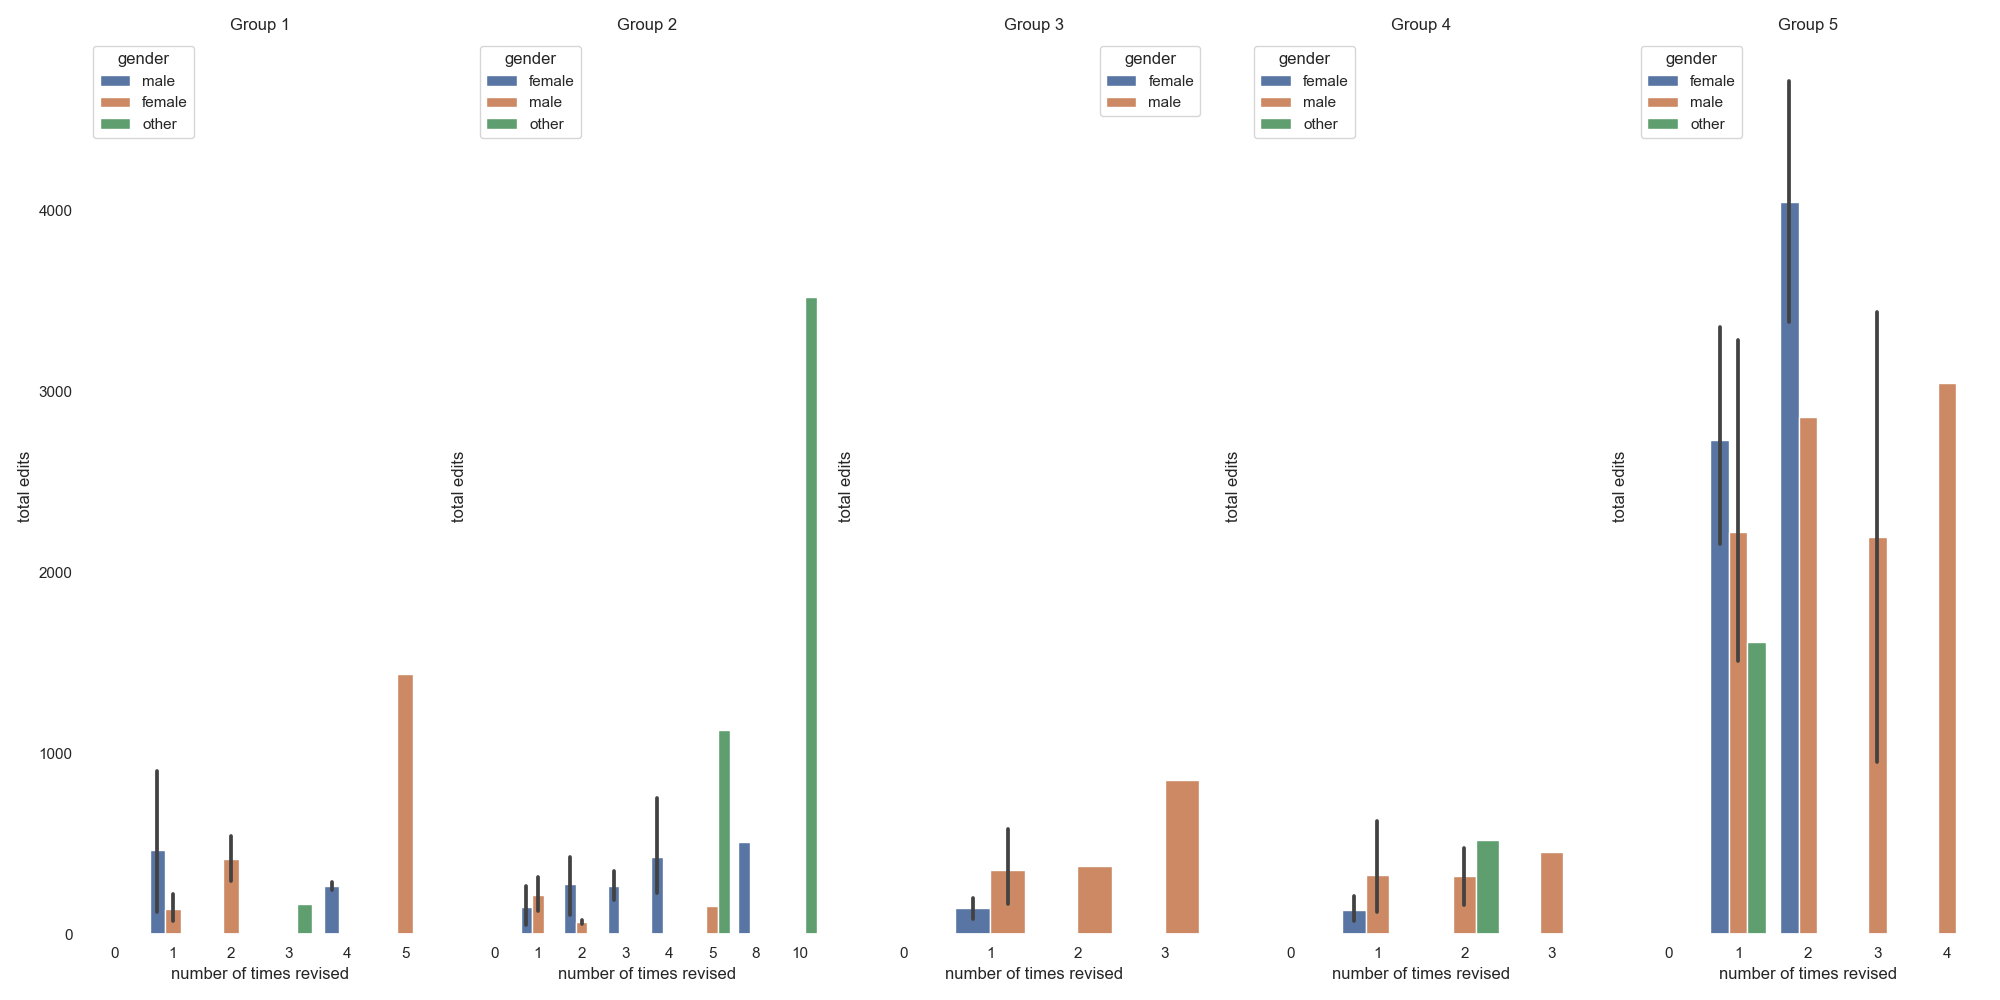 Group 1
gender
male
female
other
4000
3000
2000
1000
0
total edits
0 1 2 3 4 5
number of times revised
Group 2
gender
female
male
other
total edits
0 1 2 3 4 5 8 10
number of times revised
Group 3
gender
female
male
total edits
0 1 2 3
number of times revised
Group 4
gender
female
male
other
total edits
0 1 2 3
number of times revised
Group 5
gender
female
male
other
total edits
0 1 2 3 4
number of times revised